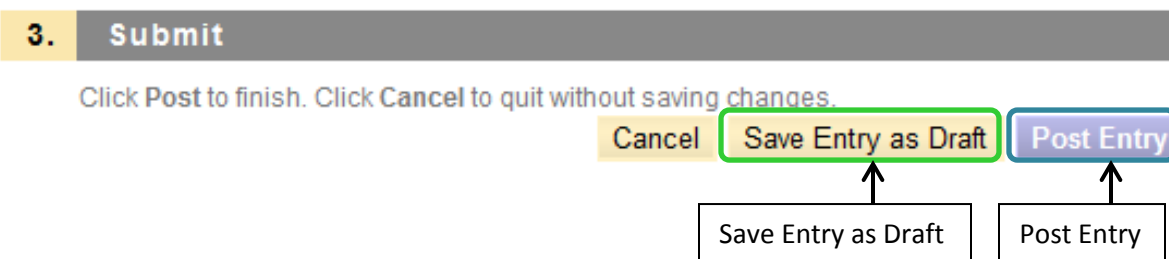 3. Submit
Click Post to finish. Click Cancel to quit without saving changes.
Cancel Save Entry as Draft Post Entry
Save Entry as Draft Post Entry